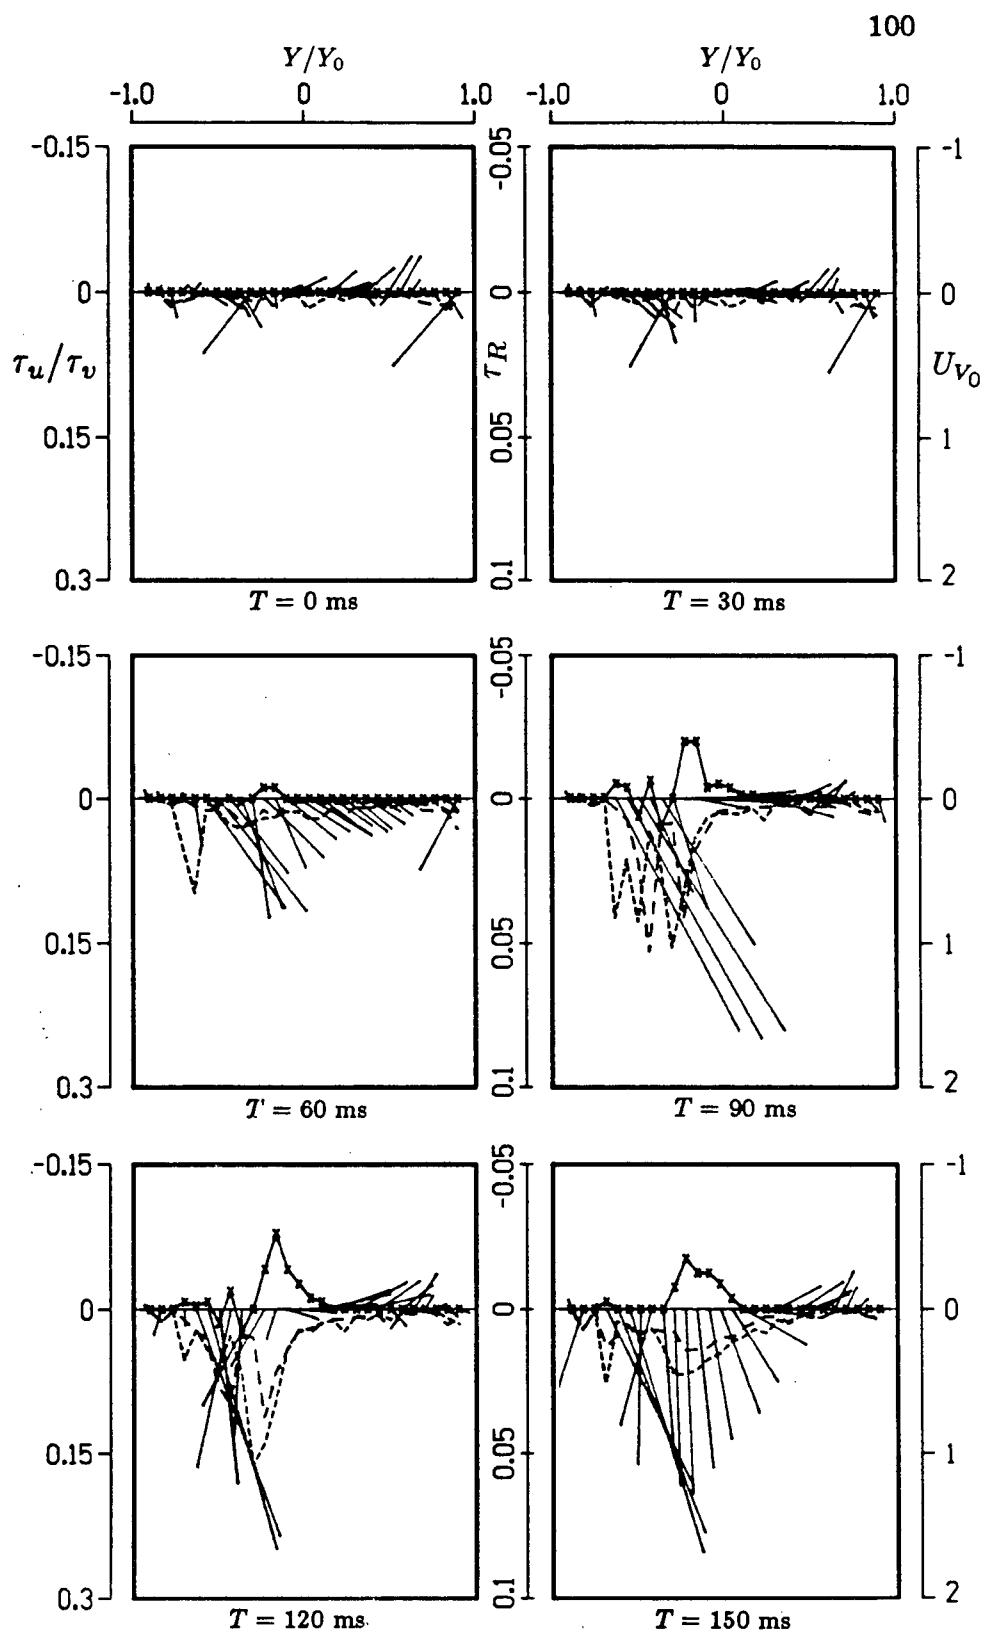 100
Y/Y₀ Y/Y₀
-1.0 0 1.0 -1.0 0 1.0
-0.15 -0.05 -1
0 0 0
τᵤ/τᵥ τ_R U_{V₀}
0.15 0.05 1
0.3 0.1 2
T = 0 ms T = 30 ms
-0.15 -0.05 -1
0 0 0
0.15 0.05 1
0.3 0.1 2
T = 60 ms T = 90 ms
-0.15 -0.05 -1
0 0 0
0.15 0.05 1
0.3 0.1 2
T = 120 ms T = 150 ms